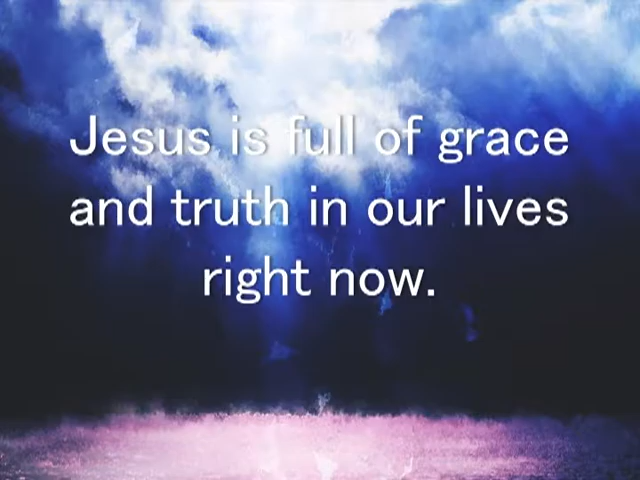 Jesus is full of grace
and truth in our lives
right now.